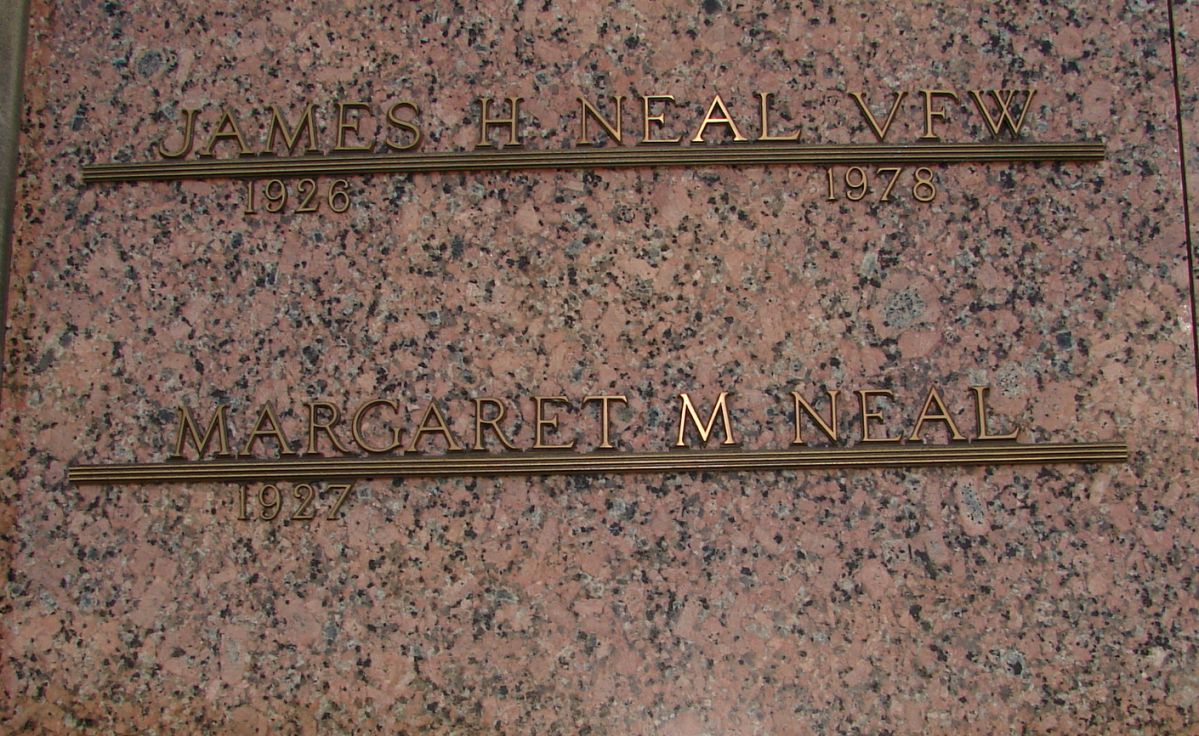 JAMES H NEAL VFW
1926 1978
MARGARET M NEAL
1927